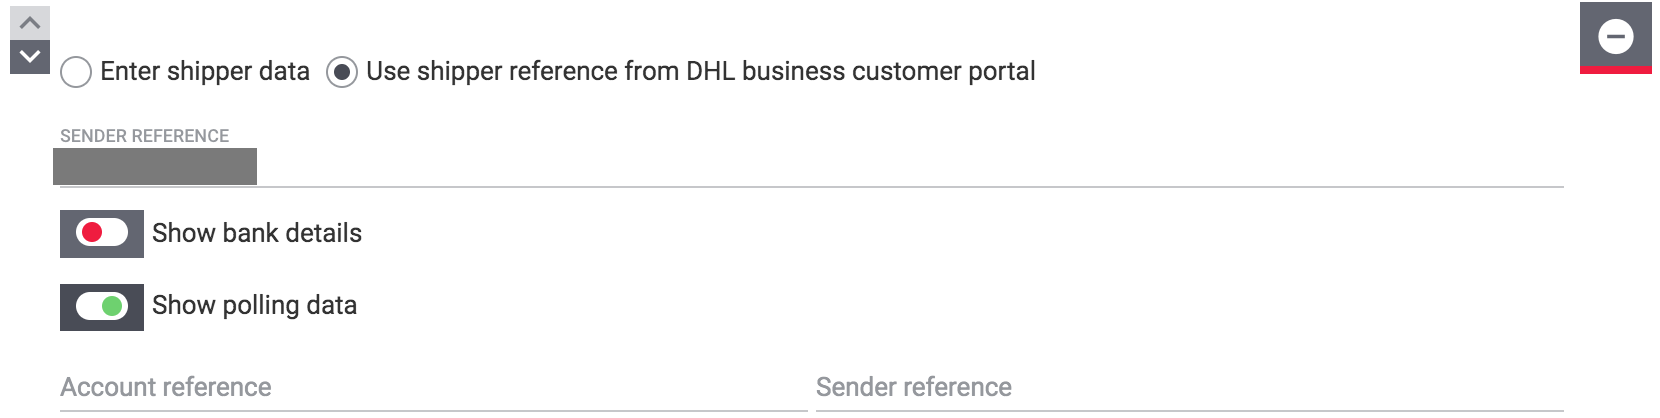 Enter shipper data Use shipper reference from DHL business customer portal
SENDER REFERENCE
Show bank details
Show polling data
Account reference Sender reference